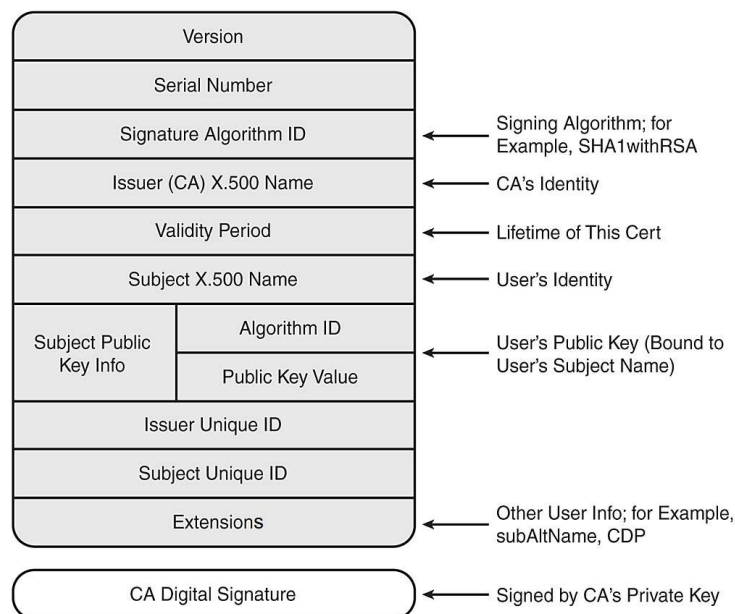 Version
Serial Number
Signature Algorithm ID
Signing Algorithm; for
Example, SHA1withRSA
Issuer (CA) X.500 Name
CA's Identity
Validity Period
Lifetime of This Cert
Subject X.500 Name
User's Identity
Subject Public
Key Info
Algorithm ID
Public Key Value
User's Public Key (Bound to
User's Subject Name)
Issuer Unique ID
Subject Unique ID
Extensions
Other User Info; for Example,
subAltName, CDP
CA Digital Signature
Signed by CA's Private Key